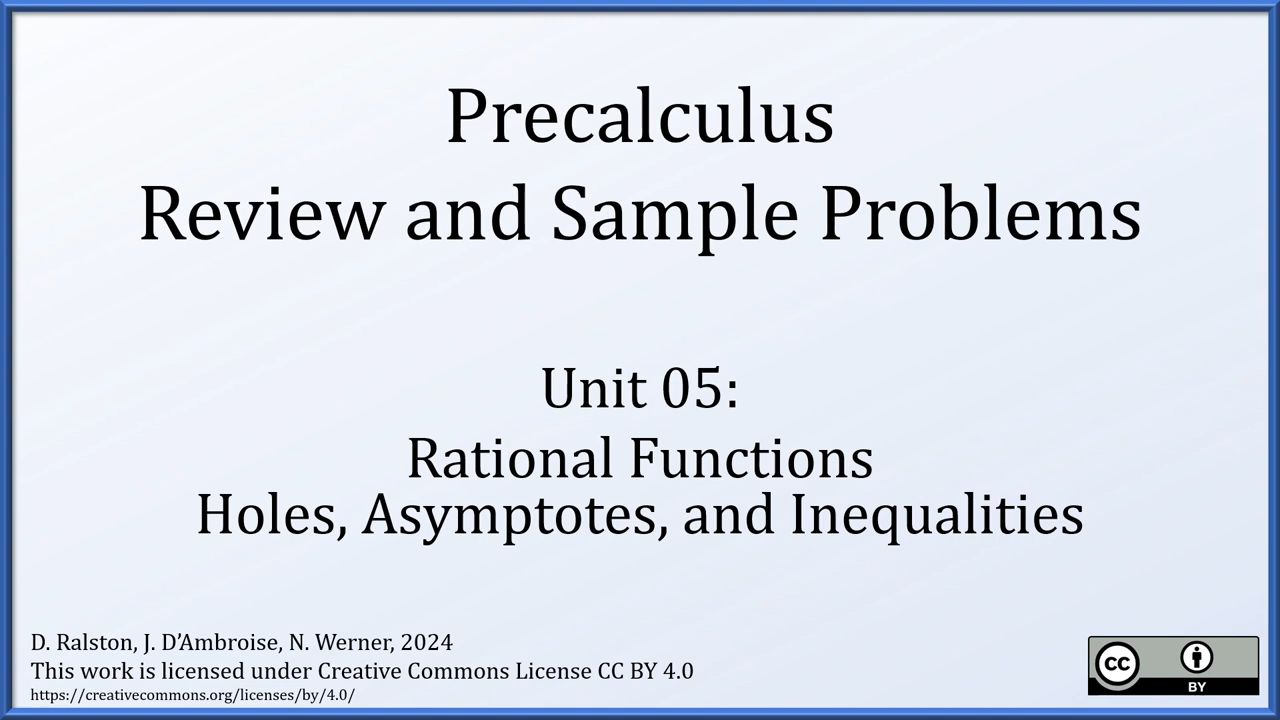 Precalculus
Review and Sample Problems
Unit 05:
Rational Functions
Holes, Asymptotes, and Inequalities
D. Ralston, J. D’Ambroise, N. Werner, 2024
This work is licensed under Creative Commons License CC BY 4.0
https://creativecommons.org/licenses/by/4.0/
cc
BY